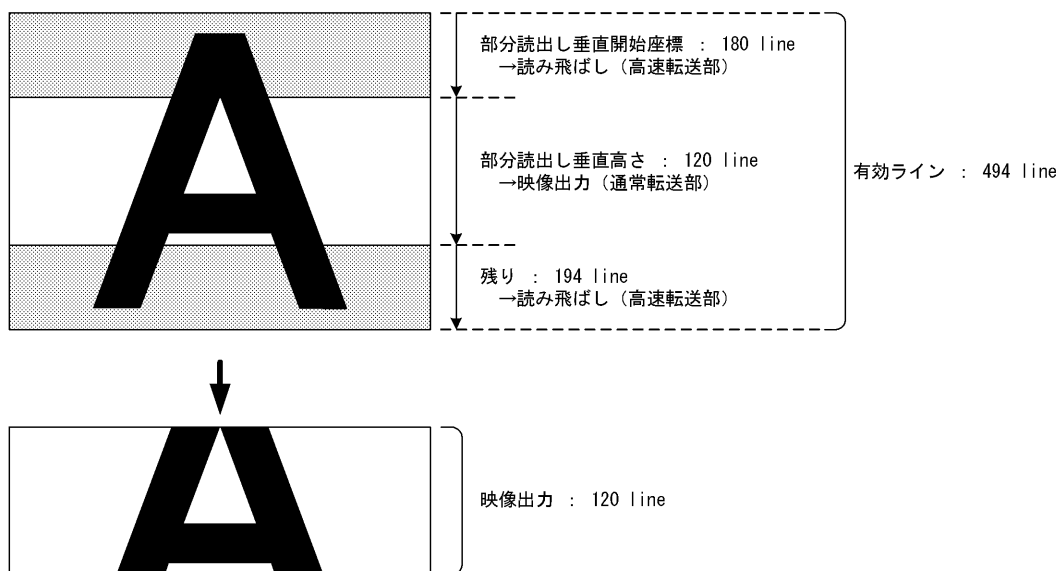 部分読出し垂直開始座標 : 180 line
→読み飛ばし（高速転送部）
部分読出し垂直高さ : 120 line
→映像出力（通常転送部）
有効ライン : 494 line
残り : 194 line
→読み飛ばし（高速転送部）
映像出力 : 120 line
A
A